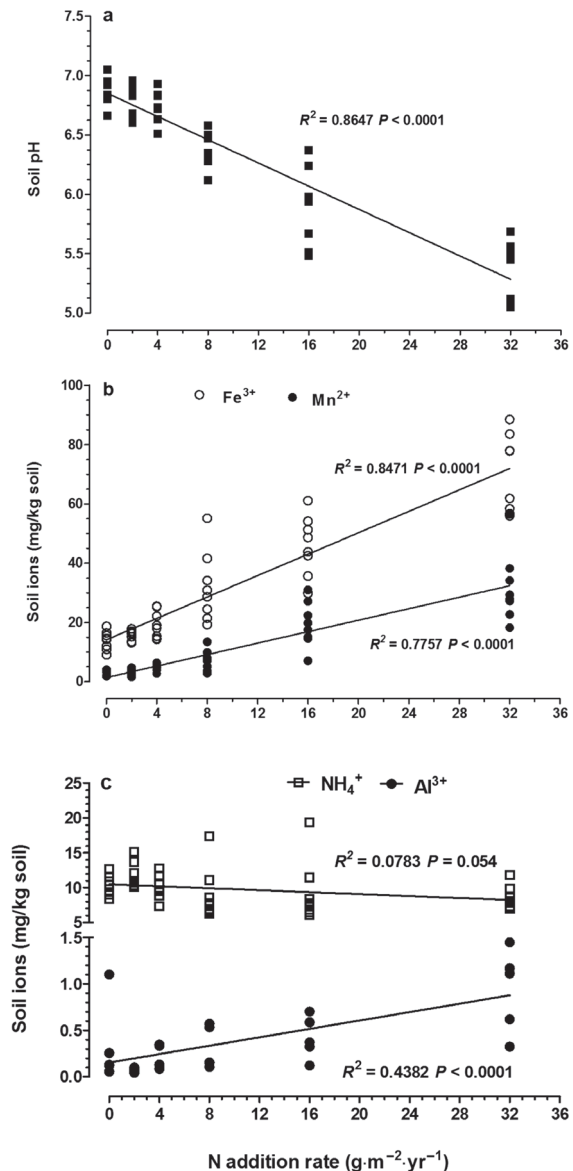 a
7.0
6.5
6.0
5.5
5.0
Soil pH
R² = 0.8647 P < 0.0001
0 4 8 12 16 20 24 28 32 36
b
Fe³⁺ Mn²⁺
100
80
60
40
20
0
Soil ions (mg/kg soil)
R² = 0.8471 P < 0.0001
R² = 0.7757 P < 0.0001
0 4 8 12 16 20 24 28 32 36
c
NH₄⁺ Al³⁺
25
20
15
10
5
1.5
1.0
0.5
0.0
Soil ions (mg/kg soil)
R² = 0.0783 P = 0.054
R² = 0.4382 P < 0.0001
0 4 8 12 16 20 24 28 32 36
N addition rate (g·m⁻²·yr⁻¹)